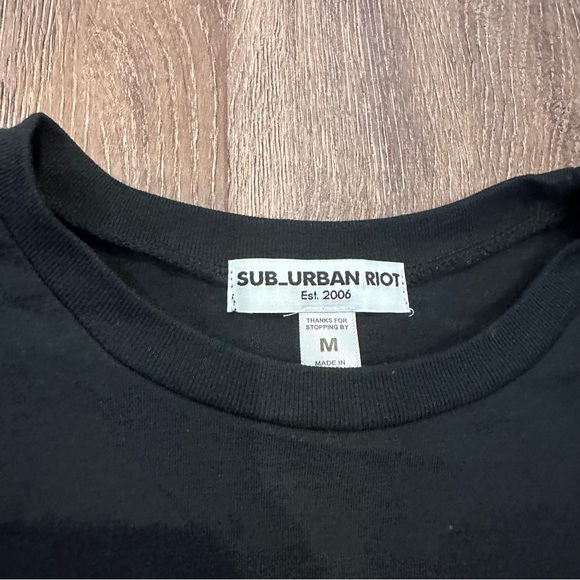 SUB_URBAN RIOT
Est. 2006
THANKS FOR
STOPPING BY
M
MADE IN